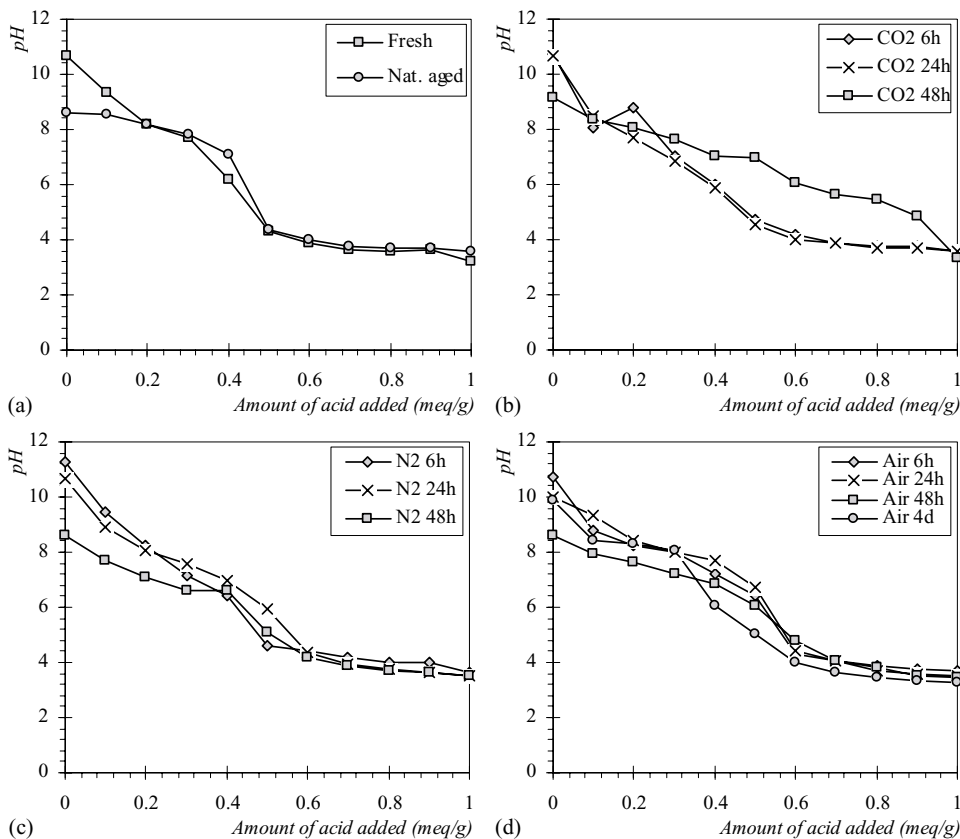 12
pH
10
8
6
4
2
0
0 0.2 0.4 0.6 0.8 1
Fresh
Nat. aged
(a) Amount of acid added (meq/g)
12
pH
10
8
6
4
2
0
0 0.2 0.4 0.6 0.8 1
CO2 6h
CO2 24h
CO2 48h
(b) Amount of acid added (meq/g)
12
pH
10
8
6
4
2
0
0 0.2 0.4 0.6 0.8 1
N2 6h
N2 24h
N2 48h
(c) Amount of acid added (meq/g)
12
pH
10
8
6
4
2
0
0 0.2 0.4 0.6 0.8 1
Air 6h
Air 24h
Air 48h
Air 4d
(d) Amount of acid added (meq/g)